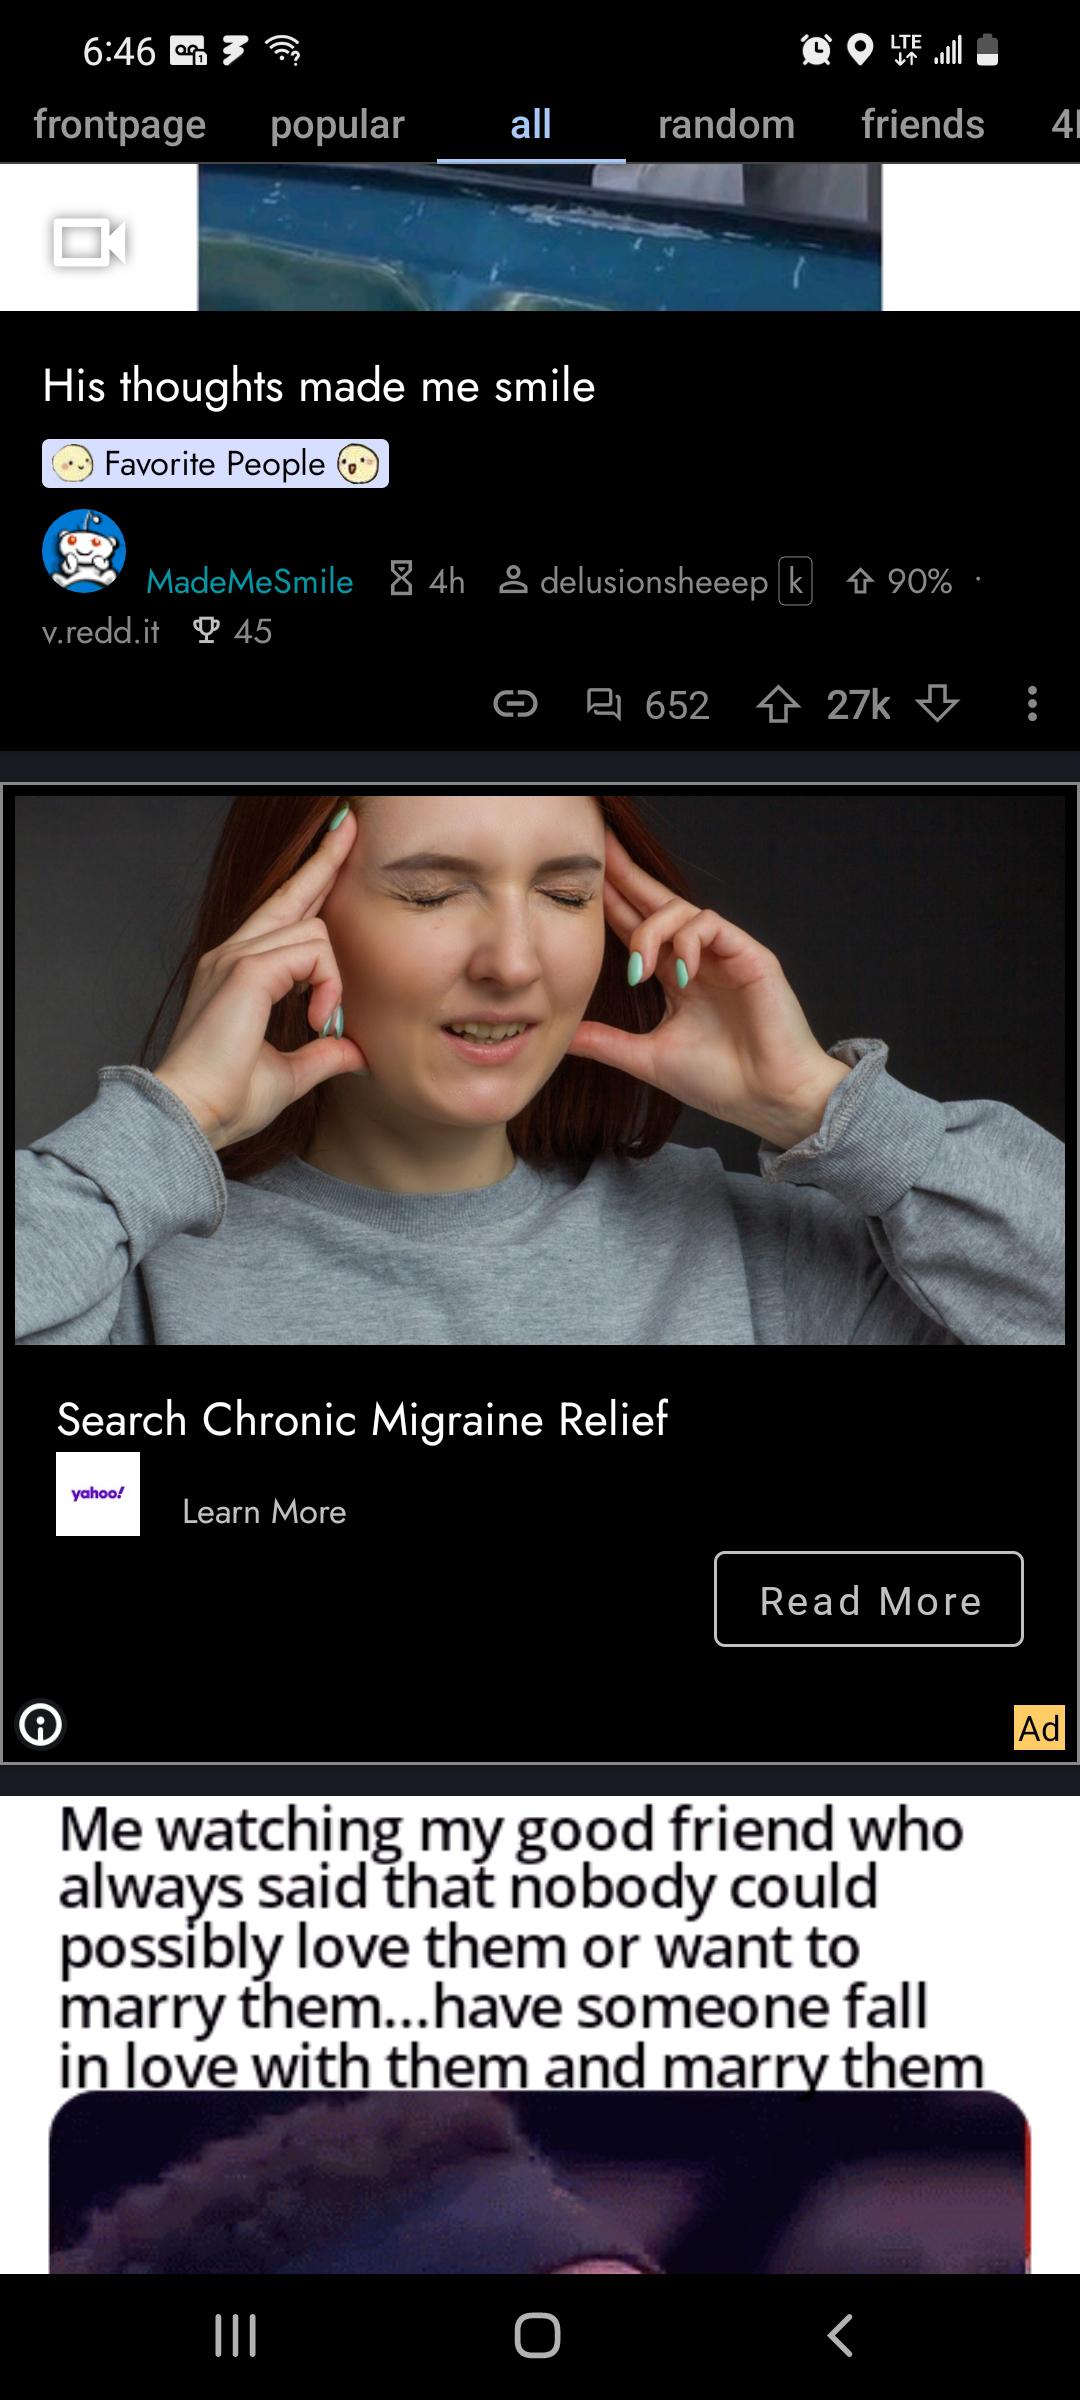 6:46 LTE
frontpage popular all random friends
His thoughts made me smile
Favorite People
MadeMeSmile 4h delusionsheeep k 90% ·
v.redd.it 45
652 27k
Search Chronic Migraine Relief
yahoo!
Learn More
Read More
Ad
Me watching my good friend who
always said that nobody could
possibly love them or want to
marry them...have someone fall
in love with them and marry them